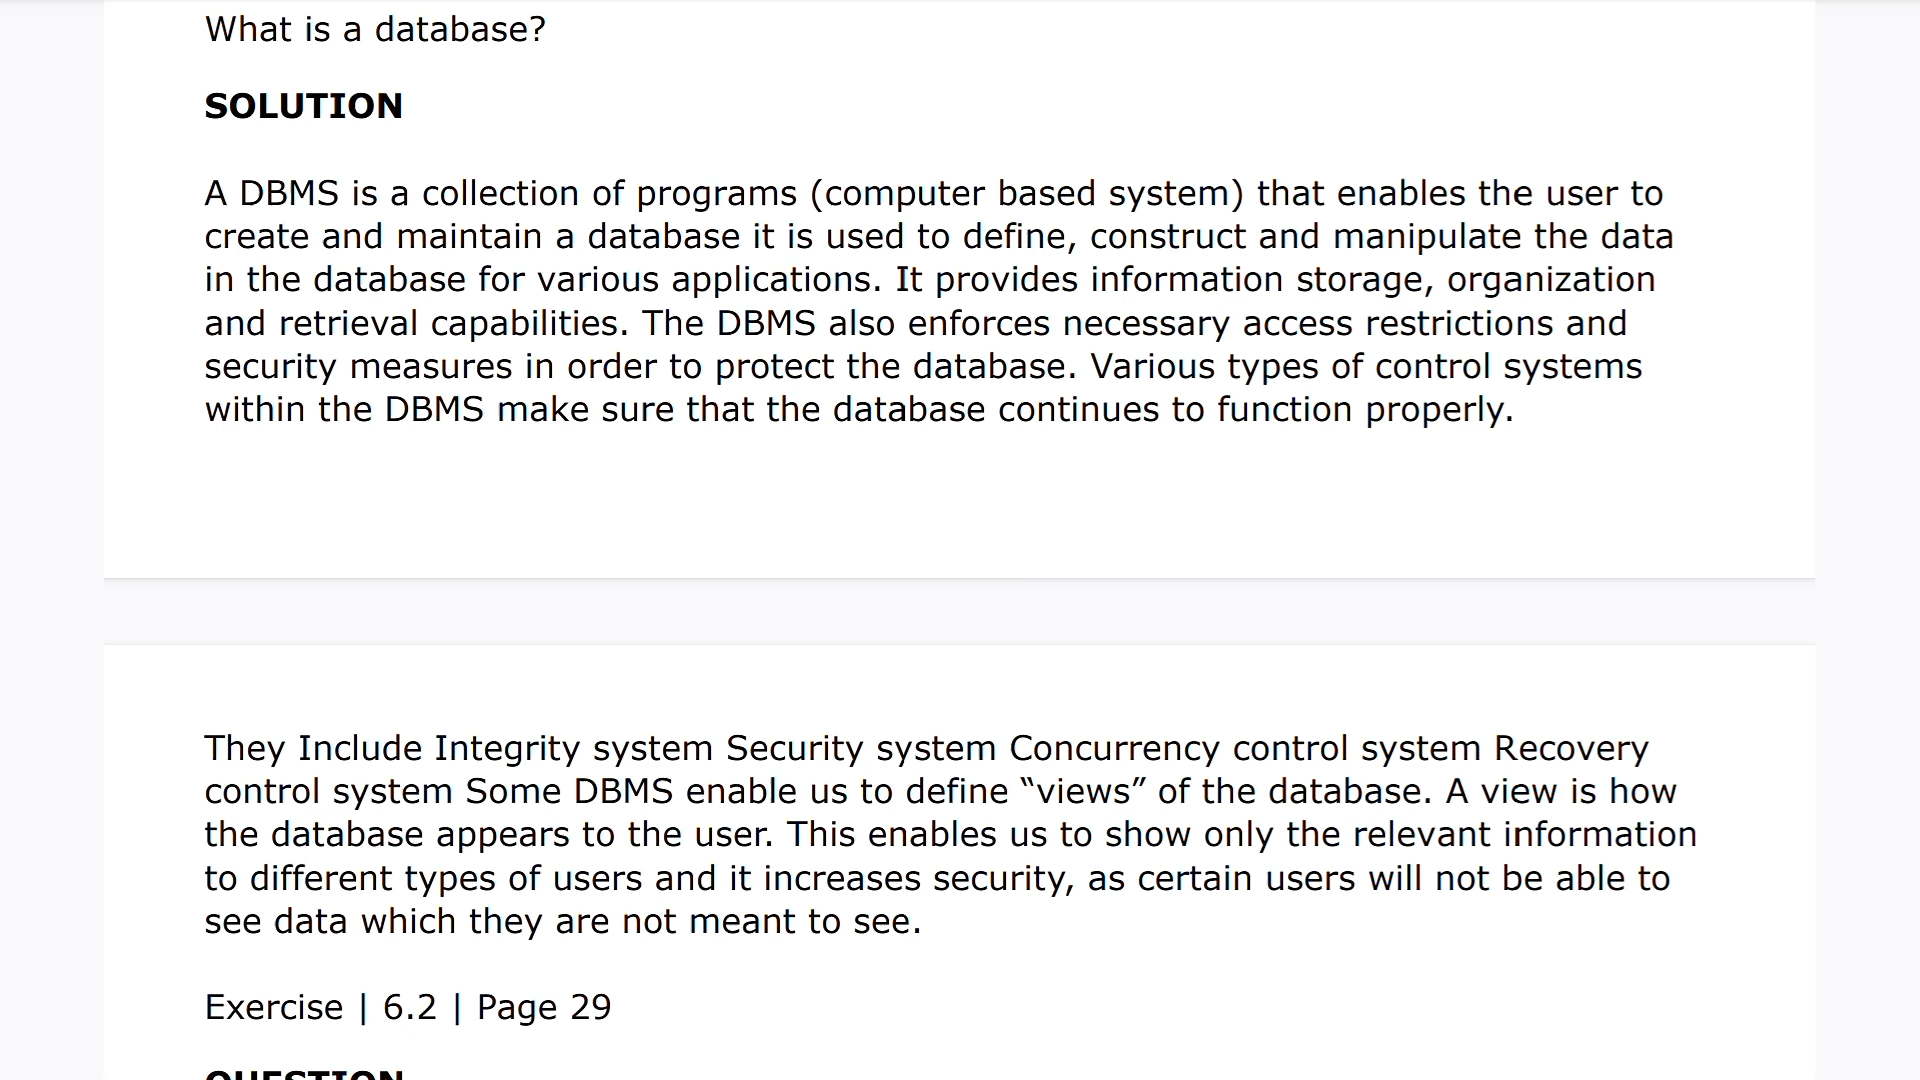 What is a database?
SOLUTION
A DBMS is a collection of programs (computer based system) that enables the user to
create and maintain a database it is used to define, construct and manipulate the data
in the database for various applications. It provides information storage, organization
and retrieval capabilities. The DBMS also enforces necessary access restrictions and
security measures in order to protect the database. Various types of control systems
within the DBMS make sure that the database continues to function properly.
They Include Integrity system Security system Concurrency control system Recovery
control system Some DBMS enable us to define “views” of the database. A view is how
the database appears to the user. This enables us to show only the relevant information
to different types of users and it increases security, as certain users will not be able to
see data which they are not meant to see.
Exercise | 6.2 | Page 29
QUESTION